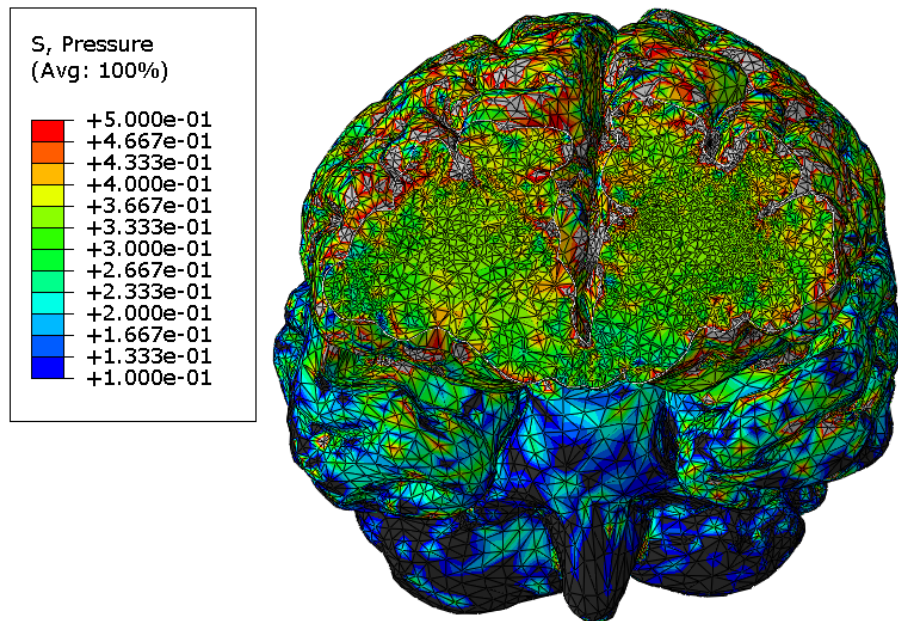 S, Pressure
(Avg: 100%)
+5.000e-01
+4.667e-01
+4.333e-01
+4.000e-01
+3.667e-01
+3.333e-01
+3.000e-01
+2.667e-01
+2.333e-01
+2.000e-01
+1.667e-01
+1.333e-01
+1.000e-01